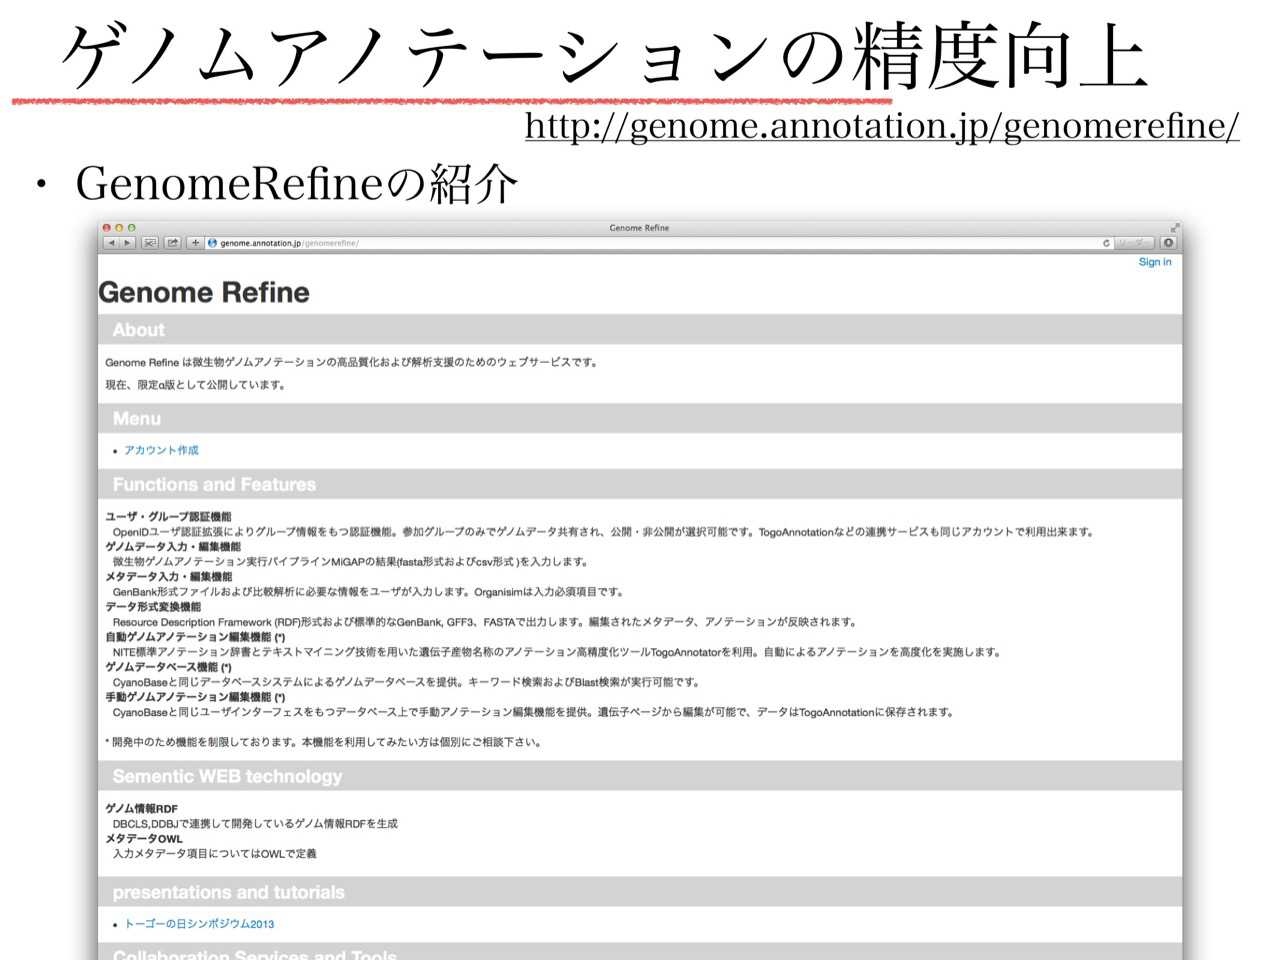 ゲノムアノテーションの精度向上
http://genome.annotation.jp/genomerefine/
・ GenomeRefineの紹介
Genome Refine
genome.annotation.jp/genomerefine/
リーダー
Sign in
Genome Refine
About
Genome Refine は微生物ゲノムアノテーションの高品質化および解析支援のためのウェブサービスです。
現在、限定α版として公開しています。
Menu
• アカウント作成
Functions and Features
ユーザ・グループ認証機能
OpenIDユーザ認証拡張によりグループ情報をもつ認証機能。参加グループのみでゲノムデータ共有され、公開・非公開が選択可能です。TogoAnnotationなどの連携サービスも同じアカウントで利用出来ます。
ゲノムデータ入力・編集機能
微生物ゲノムアノテーション実行パイプラインMiGAPの結果(fasta形式およびcsv形式 )を入力します。
メタデータ入力・編集機能
GenBank形式ファイルおよび比較解析に必要な情報をユーザが入力します。Organisimは入力必須項目です。
データ形式変換機能
Resource Description Framework (RDF)形式および標準的なGenBank, GFF3、FASTAで出力します。編集されたメタデータ、アノテーションが反映されます。
自動ゲノムアノテーション編集機能 (*)
NITE標準アノテーション辞書とテキストマイニング技術を用いた遺伝子産物名称のアノテーション高精度化ツールTogoAnnotatorを利用。自動によるアノテーションを高度化を実施します。
ゲノムデータベース機能 (*)
CyanoBaseと同じデータベースシステムによるゲノムデータベースを提供。キーワード検索およびBlast検索が実行可能です。
手動ゲノムアノテーション編集機能 (*)
CyanoBaseと同じユーザインターフェスをもつデータベース上で手動アノテーション編集機能を提供。遺伝子ページから編集が可能で、データはTogoAnnotationに保存されます。
* 開発中のため機能を制限しております。本機能を利用してみたい方は個別にご相談下さい。
Sementic WEB technology
ゲノム情報RDF
DBCLS,DDBJで連携して開発しているゲノム情報RDFを生成
メタデータOWL
入力メタデータ項目についてはOWLで定義
presentations and tutorials
• トーゴーの日シンポジウム2013
Collaboration Services and Tools